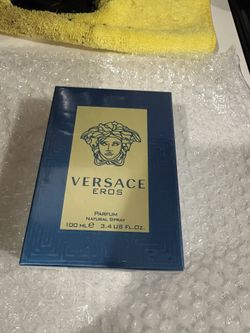 VERSACE
EROS
PARFUM
NATURAL SPRAY
100 ML ℮ 3.4 US FL.OZ.